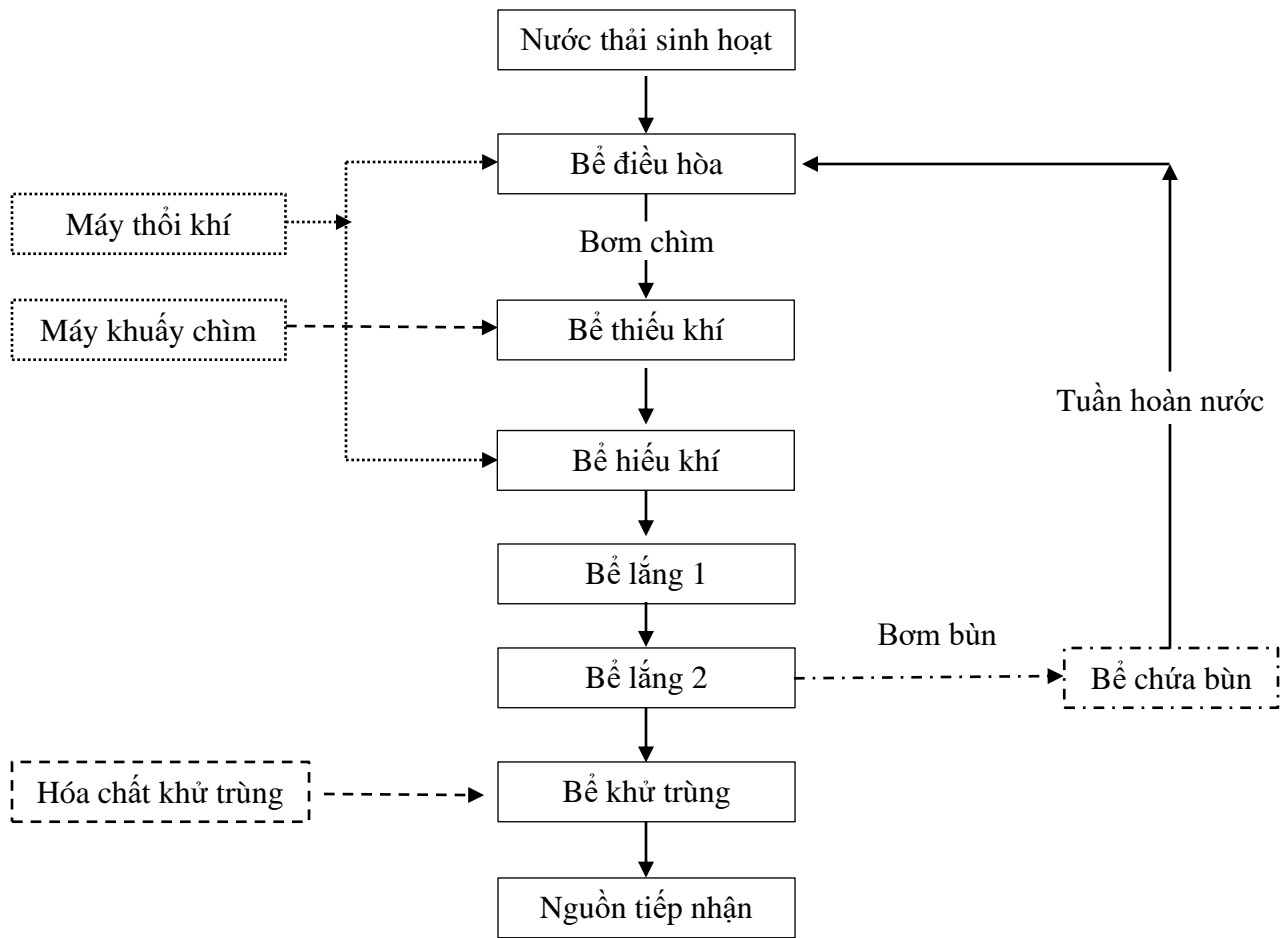 Nước thải sinh hoạt
Bể điều hòa
Máy thổi khí
Bơm chìm
Máy khuấy chìm
Bể thiếu khí
Tuần hoàn nước
Bể hiếu khí
Bể lắng 1
Bơm bùn
Bể lắng 2
Bể chứa bùn
Hóa chất khử trùng
Bể khử trùng
Nguồn tiếp nhận